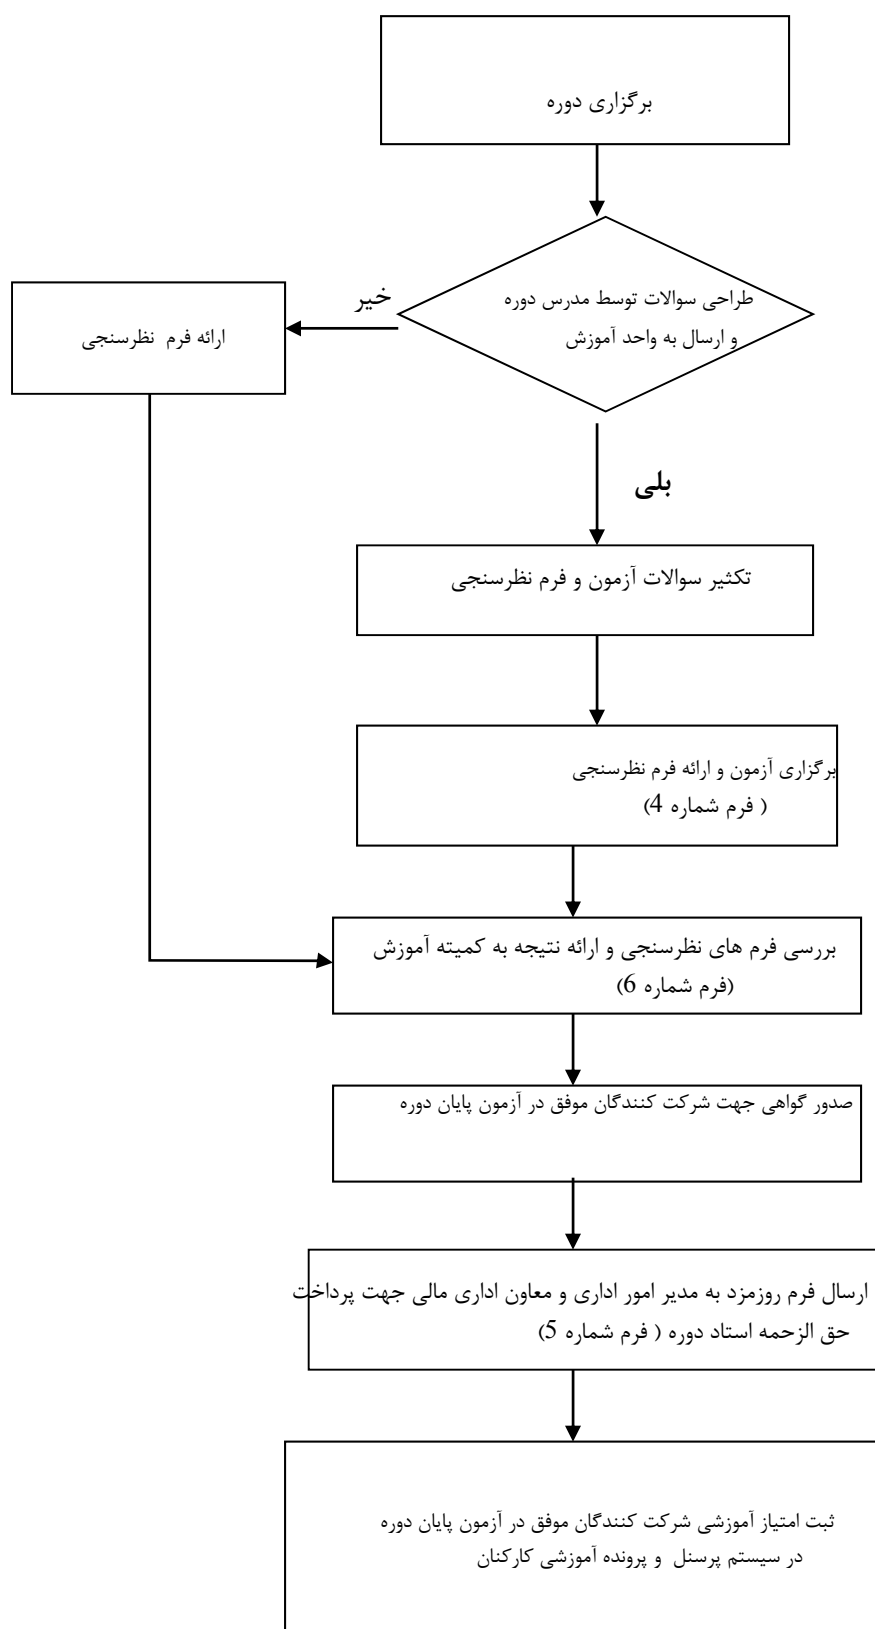 برگزاری دوره
طراحی سوالات توسط مدرس دوره
و ارسال به واحد آموزش
خیر
ارائه فرم نظرسنجی
بلی
تکثیر سوالات آزمون و فرم نظرسنجی
برگزاری آزمون و ارائه فرم نظرسنجی
( فرم شماره 4)
بررسی فرم های نظرسنجی و ارائه نتیجه به کمیته آموزش
(فرم شماره 6)
صدور گواهی جهت شرکت کنندگان موفق در آزمون پایان دوره
ارسال فرم روزمزد به مدیر امور اداری و معاون اداری مالی جهت پرداخت
حق الزحمه استاد دوره ( فرم شماره 5)
ثبت امتیاز آموزشی شرکت کنندگان موفق در آزمون پایان دوره
در سیستم پرسنل و پرونده آموزشی کارکنان